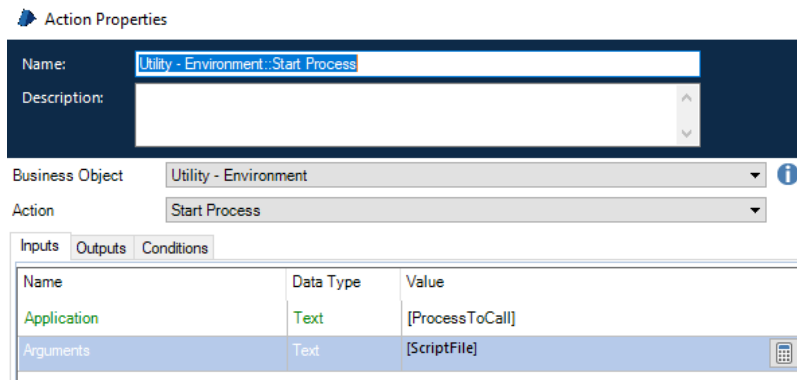 Action Properties
Name: Utility - Environment::Start Process
Description:
Business Object Utility - Environment
Action Start Process
Inputs Outputs Conditions
Name Data Type Value
Application Text [ProcessToCall]
Arguments Text [ScriptFile]